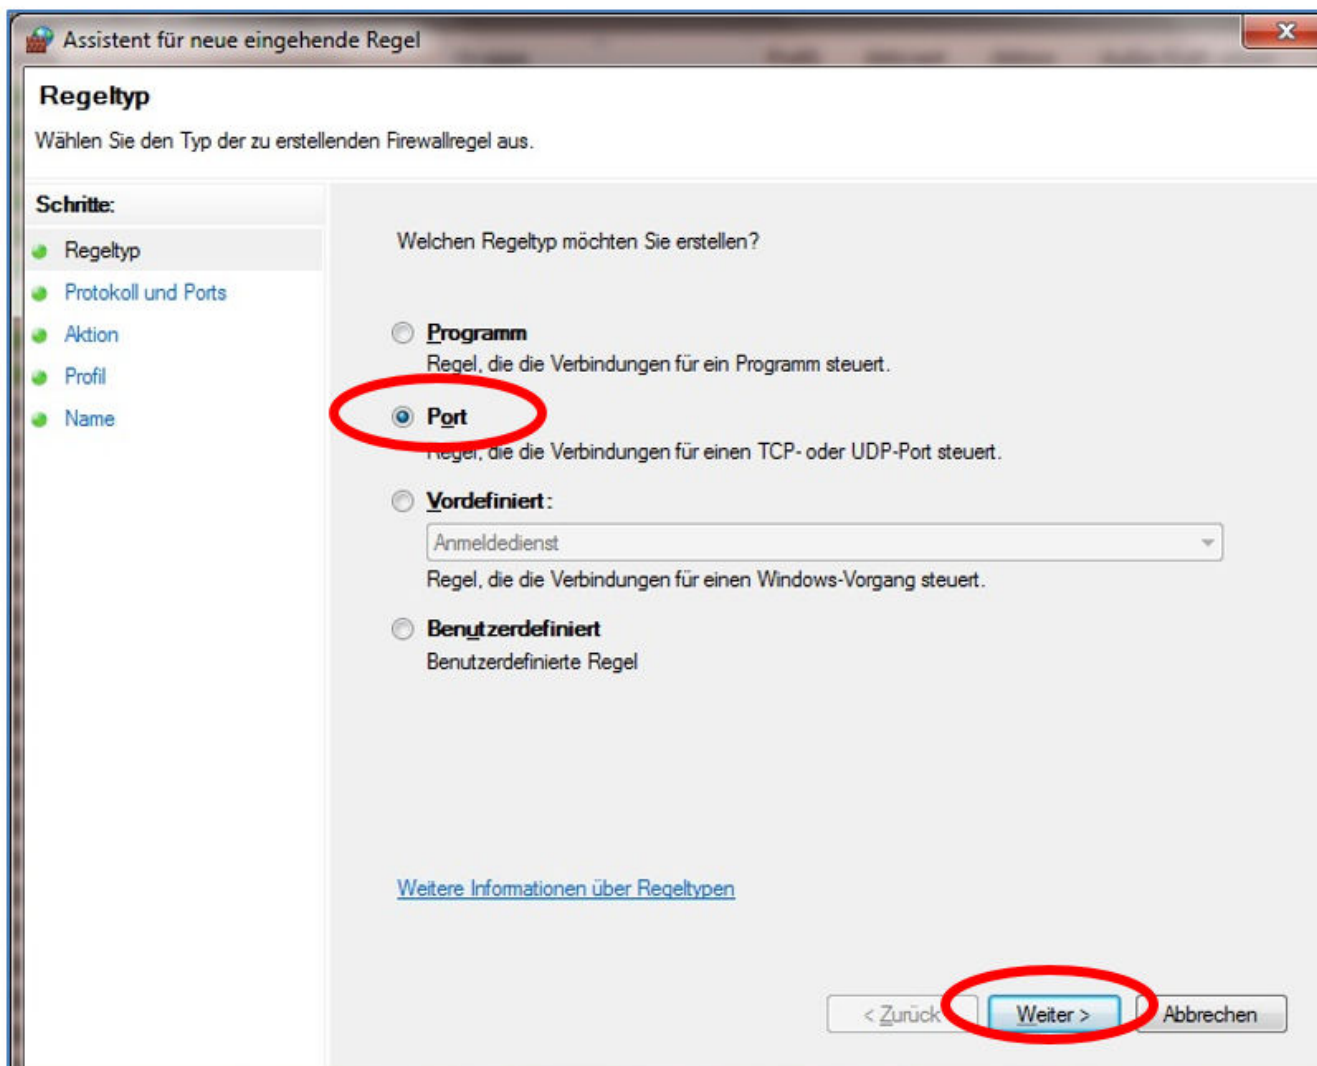 Assistent für neue eingehende Regel
Regeltyp
Wählen Sie den Typ der zu erstellenden Firewallregel aus.
Schritte:
Regeltyp
Protokoll und Ports
Aktion
Profil
Name
Welchen Regeltyp möchten Sie erstellen?
Programm
Regel, die die Verbindungen für ein Programm steuert.
Port
Regel, die die Verbindungen für einen TCP- oder UDP-Port steuert.
Vordefiniert:
Anmeldedienst
Regel, die die Verbindungen für einen Windows-Vorgang steuert.
Benutzerdefiniert
Benutzerdefinierte Regel
Weitere Informationen über Regeltypen
< Zurück Weiter > Abbrechen